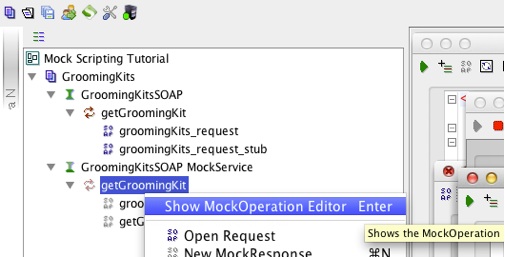 Mock Scripting Tutorial
GroomingKits
GroomingKitsSOAP
getGroomingKit
groomingKits_request
groomingKits_request_stub
GroomingKitsSOAP MockService
getGroomingKit
groo
Show MockOperation Editor Enter
getG
Shows the MockOperation
Open Request
New MockResponse ⌘N